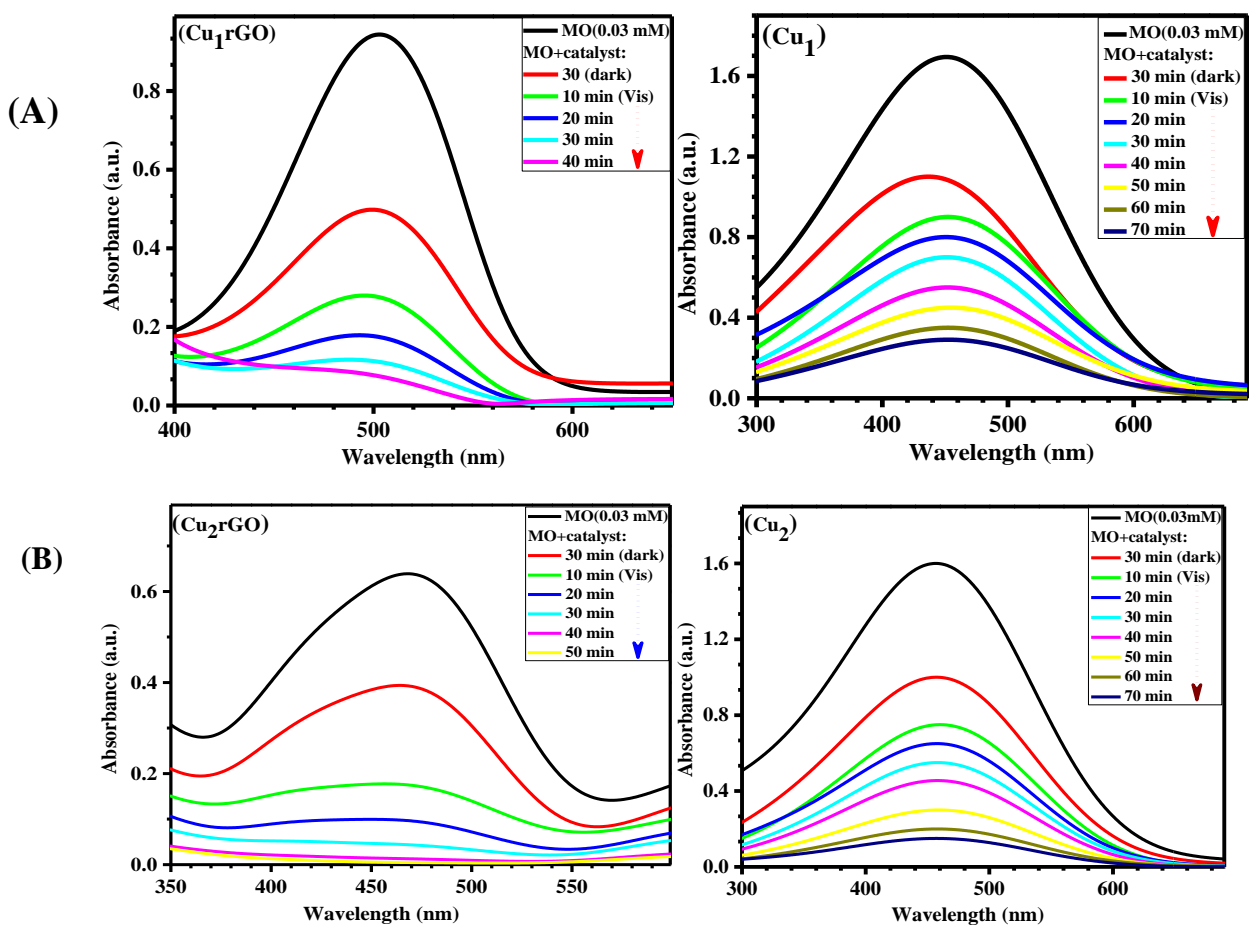 (A)
(Cu1rGO)
MO(0.03 mM)
MO+catalyst:
30 (dark)
10 min (Vis)
20 min
30 min
40 min
Absorbance (a.u.)
0.8
0.6
0.4
0.2
0.0
400 500 600
Wavelength (nm)
(Cu1)
MO(0.03 mM)
MO+catalyst:
30 min (dark)
10 min (Vis)
20 min
30 min
40 min
50 min
60 min
70 min
Absorbance (a.u.)
1.6
1.2
0.8
0.4
0.0
300 400 500 600
Wavelength (nm)
(B)
(Cu2rGO)
MO(0.03 mM)
MO+catalyst:
30 min (dark)
10 min (Vis)
20 min
30 min
40 min
50 min
Absorbance (a.u.)
0.6
0.4
0.2
0.0
350 400 450 500 550
Wavelength (nm)
(Cu2)
MO(0.03mM)
MO+catalyst:
30 min (dark)
10 min (Vis)
20 min
30 min
40 min
50 min
60 min
70 min
Absorbance (a.u.)
1.6
1.2
0.8
0.4
0.0
300 400 500 600
Wavelength (nm)